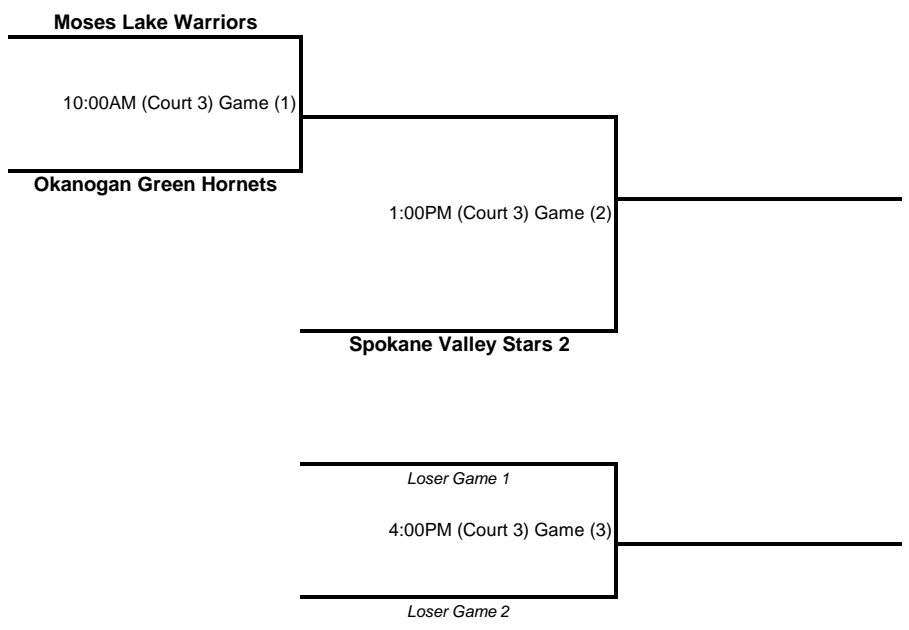 Moses Lake Warriors
10:00AM (Court 3) Game (1)
Okanogan Green Hornets
1:00PM (Court 3) Game (2)
Spokane Valley Stars 2
Loser Game 1
4:00PM (Court 3) Game (3)
Loser Game 2